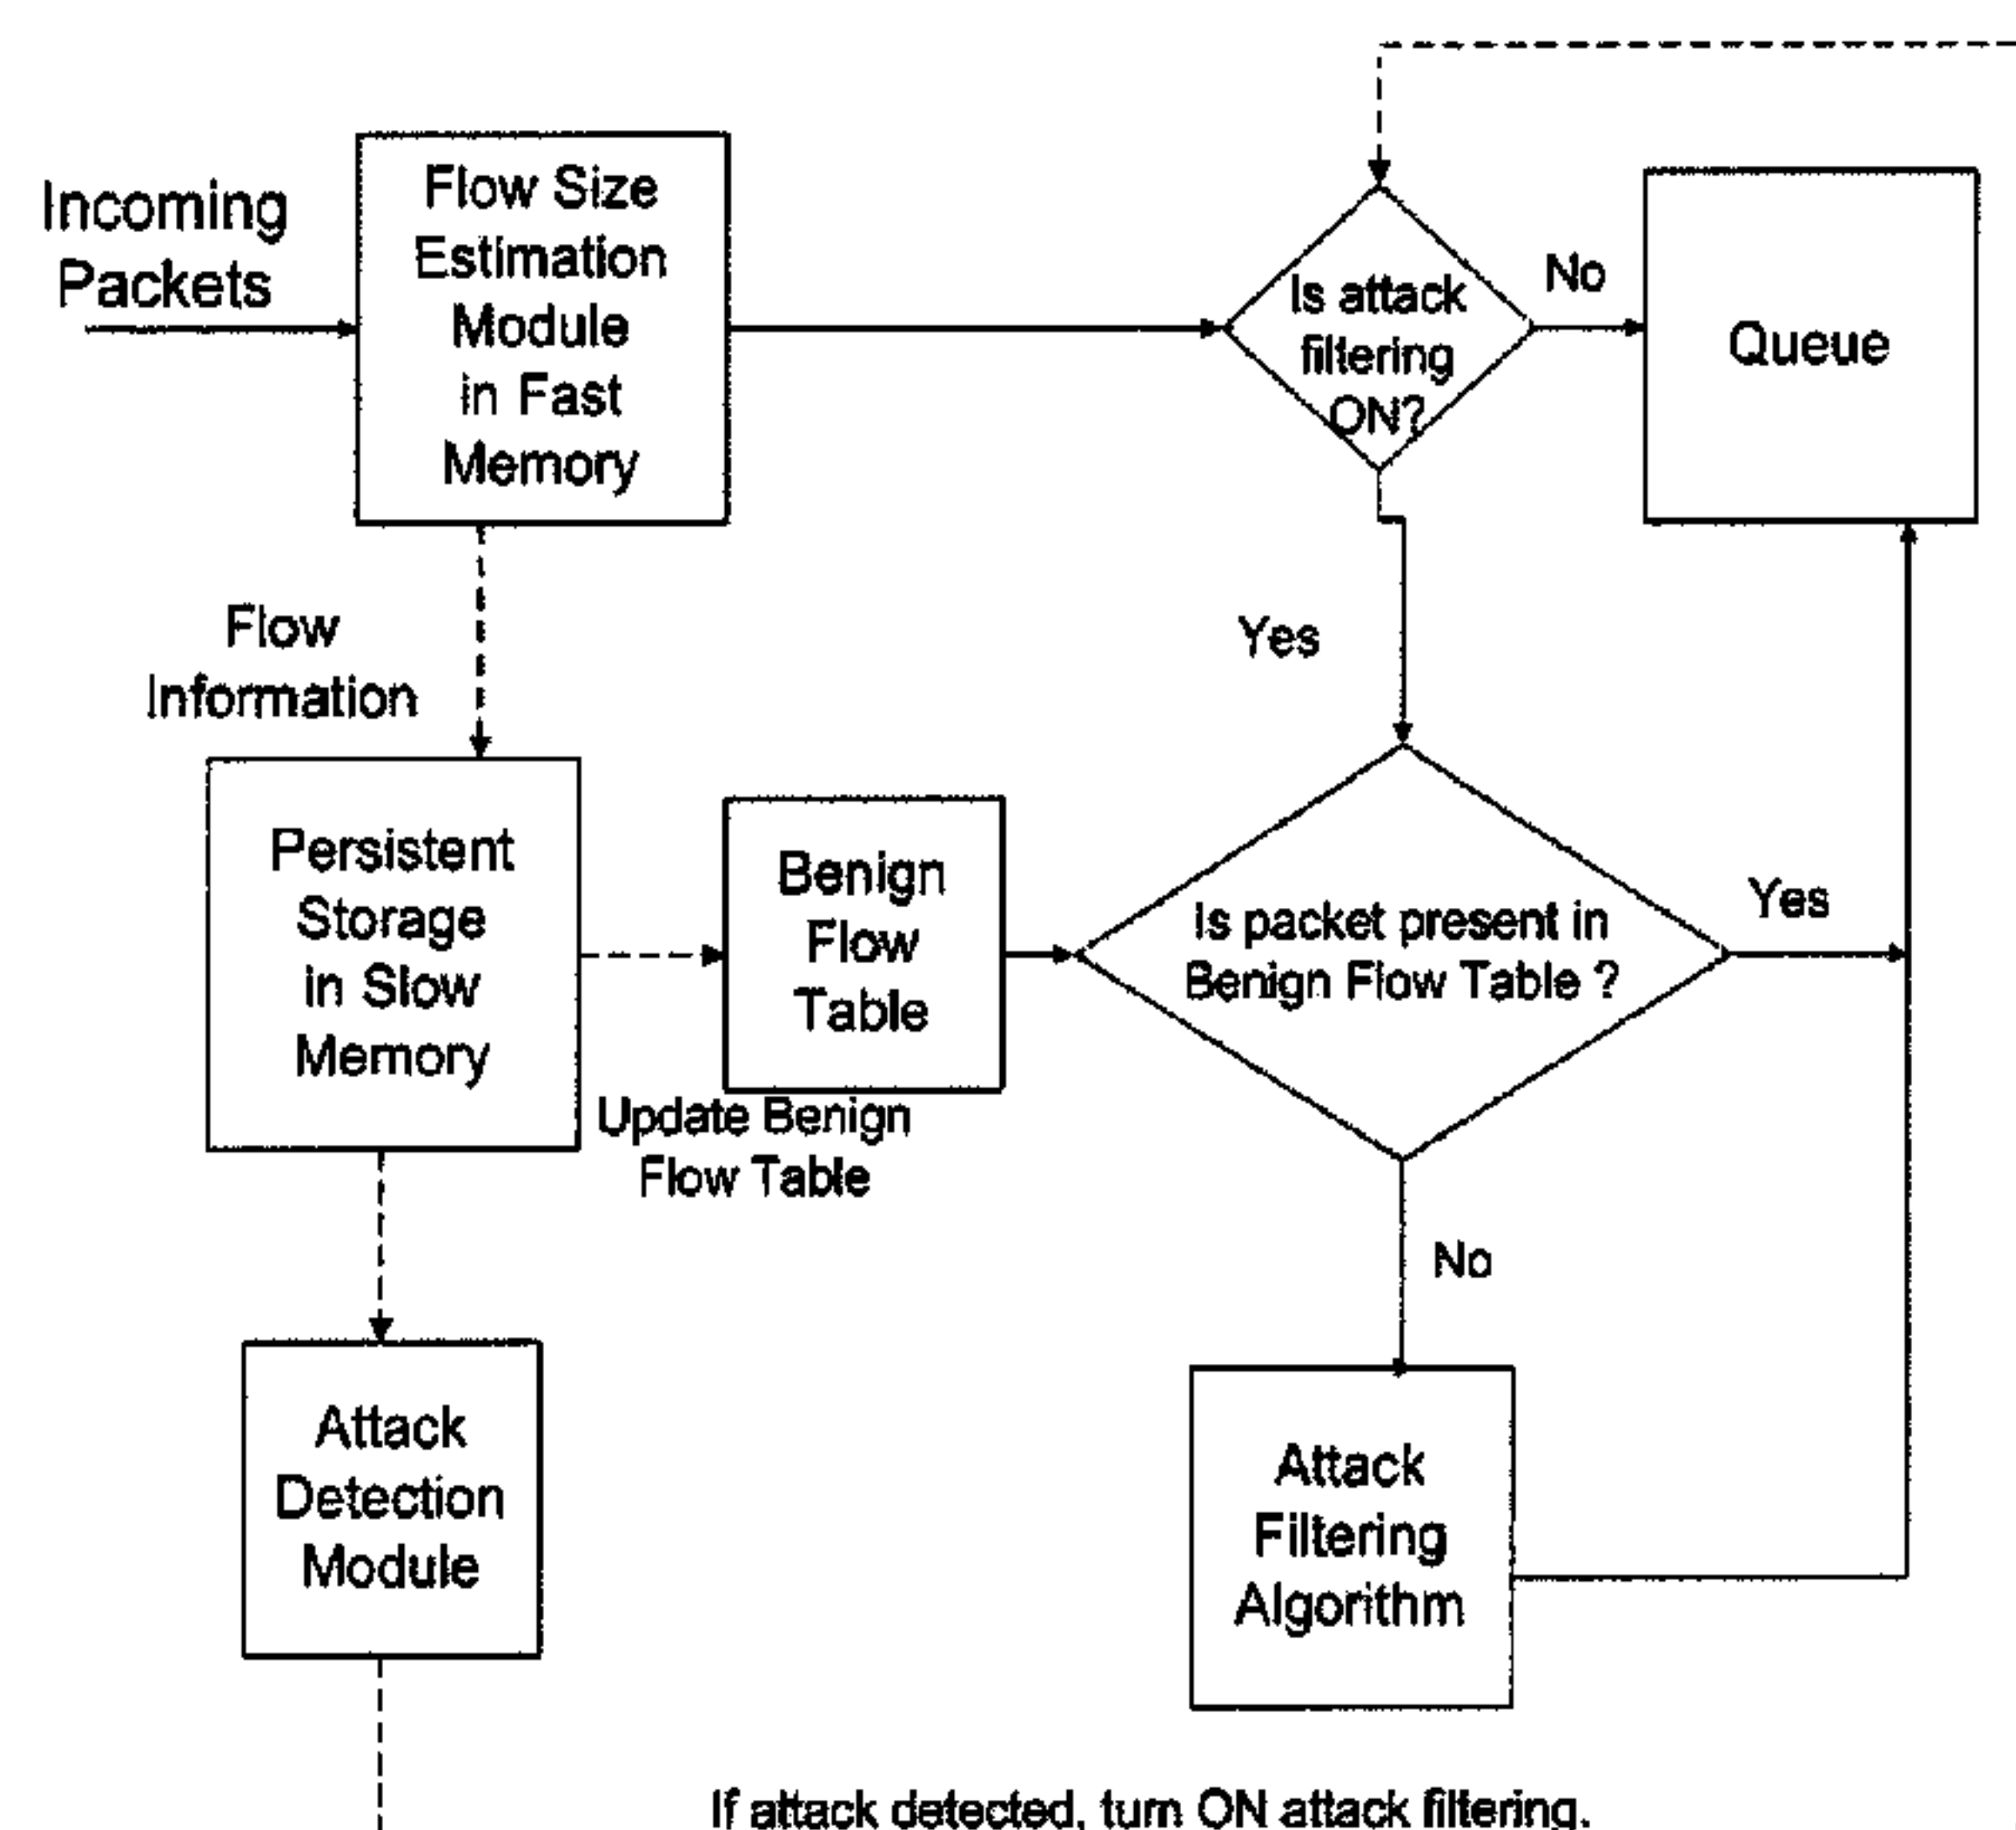 Incoming
Packets
Flow Size
Estimation
Module
in Fast
Memory
Is attack
filtering
ON?
No
Queue
Flow
Information
Yes
Persistent
Storage
in Slow
Memory
Benign
Flow
Table
Update Benign
Flow Table
Is packet present in
Benign Flow Table ?
Yes
No
Attack
Detection
Module
Attack
Filtering
Algorithm
If attack detected, turn ON attack filtering.